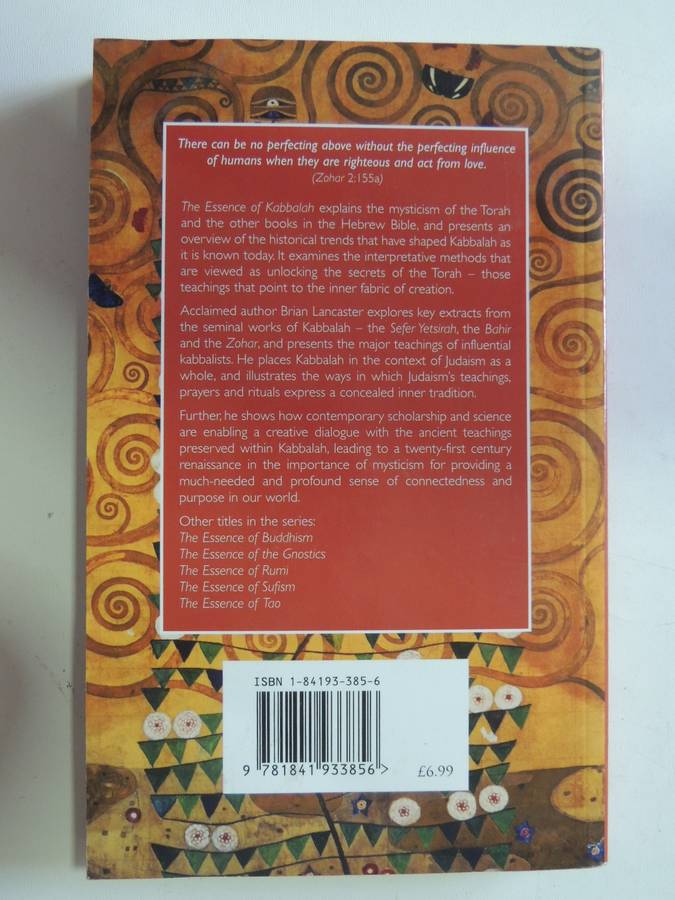 There can be no perfecting above without the perfecting influence
of humans when they are righteous and act from love.
(Zohar 2:155a)
The Essence of Kabbalah explains the mysticism of the Torah
and the other books in the Hebrew Bible, and presents an
overview of the historical trends that have shaped Kabbalah as
it is known today. It examines the interpretative methods that
are viewed as unlocking the secrets of the Torah – those
teachings that point to the inner fabric of creation.
Acclaimed author Brian Lancaster explores key extracts from
the seminal works of Kabbalah – the Sefer Yetsirah, the Bahir
and the Zohar, and presents the major teachings of influential
kabbalists. He places Kabbalah in the context of Judaism as a
whole, and illustrates the ways in which Judaism's teachings,
prayers and rituals express a concealed inner tradition.
Further, he shows how contemporary scholarship and science
are enabling a creative dialogue with the ancient teachings
preserved within Kabbalah, leading to a twenty-first century
renaissance in the importance of mysticism for providing a
much-needed and profound sense of connectedness and
purpose in our world.
Other titles in the series:
The Essence of Buddhism
The Essence of the Gnostics
The Essence of Rumi
The Essence of Sufism
The Essence of Tao
ISBN 1-84193-385-6
9 781841 933856 >
£6.99